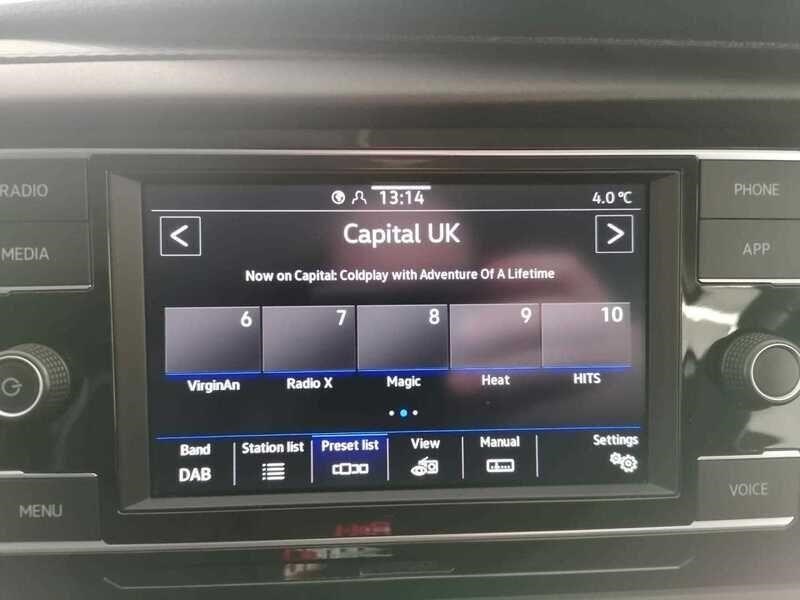 RADIO
MEDIA
MENU
13:14
4.0 °C
< Capital UK >
Now on Capital: Coldplay with Adventure Of A Lifetime
6 7 8 9 10
VirginAn Radio X Magic Heat HITS
Band Station list Preset list View Manual Settings
DAB
PHONE
APP
VOICE